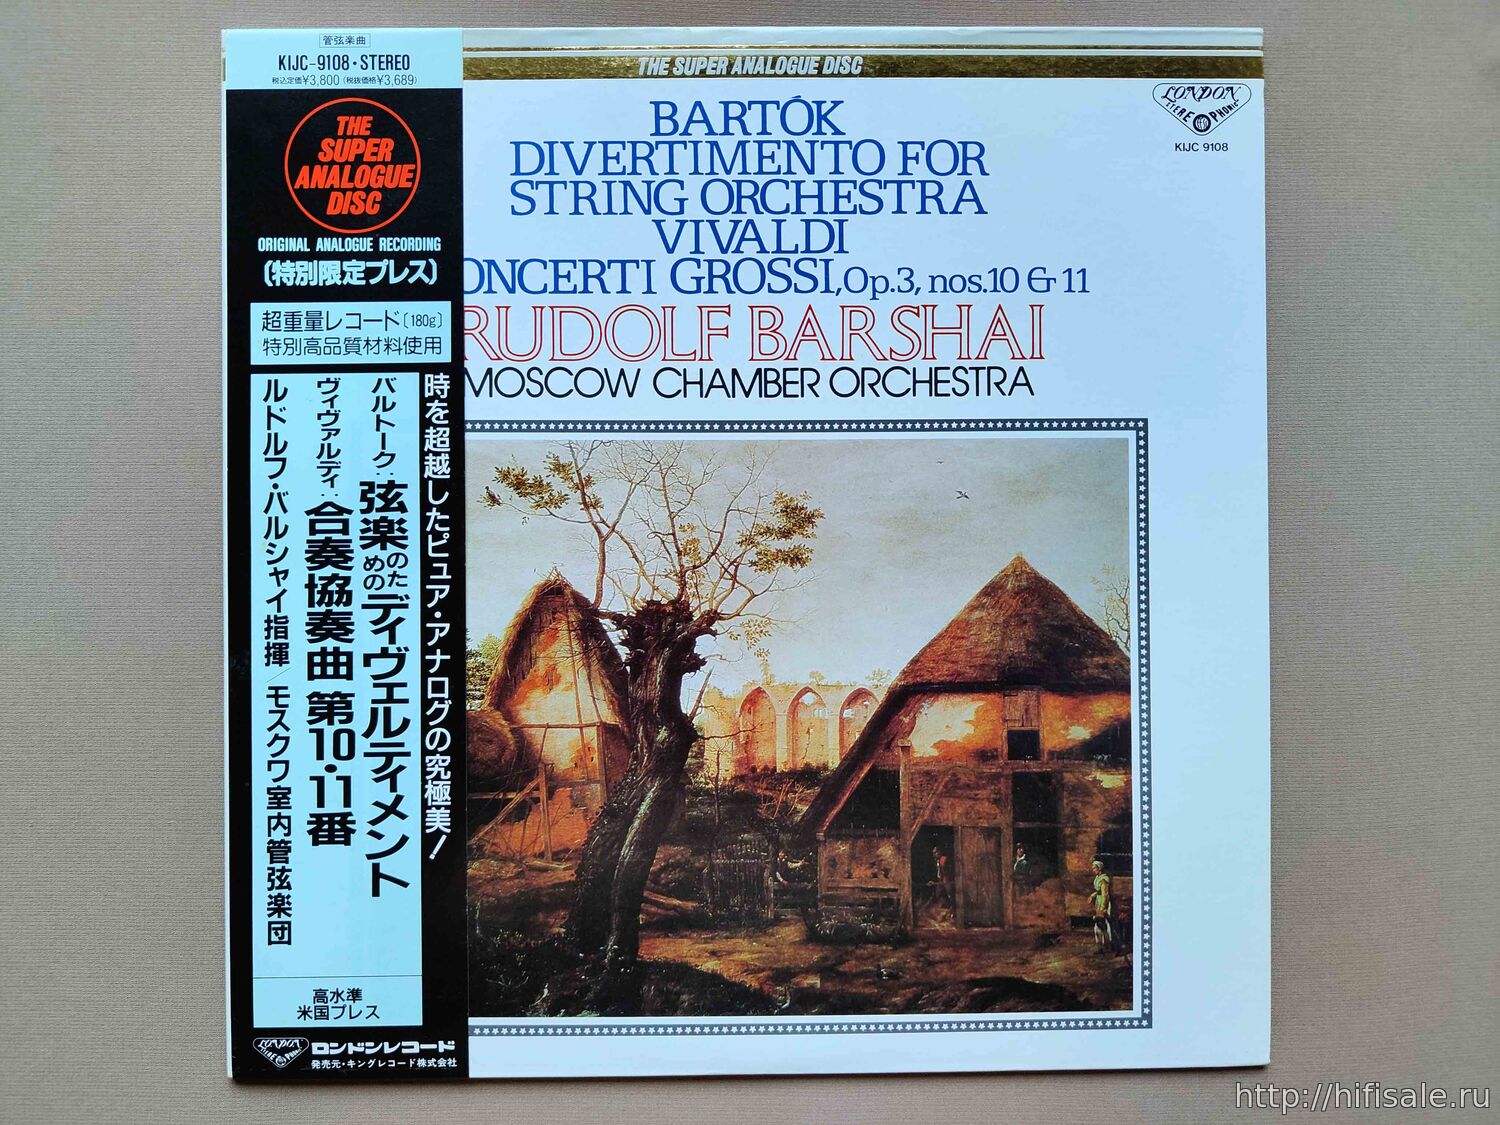 管弦楽曲
KIJC-9108・STEREO
税込定価¥3,800(税抜価格¥3,689)
THE
SUPER
ANALOGUE
DISC
ORIGINAL ANALOGUE RECORDING
〔特別限定プレス〕
超重量レコード〔180g〕
特別高品質材料使用
時を超越したピュア・アナログの究極美！
バルトーク:弦楽のためのディヴェルティメント
ヴィヴァルディ:合奏協奏曲 第10・11番
ルドルフ・バルシャイ指揮/モスクワ室内管弦楽団
高水準
米国プレス
LONDON
ロンドンレコード
発売元・キングレコード株式会社
THE SUPER ANALOGUE DISC
LONDON
STEREOPHONIC
KIJC 9108
BARTÓK
DIVERTIMENTO FOR
STRING ORCHESTRA
VIVALDI
ONCERTI GROSSI, Op.3, nos.10 & 11
RUDOLF BARSHAI
MOSCOW CHAMBER ORCHESTRA
http://hifisale.ru